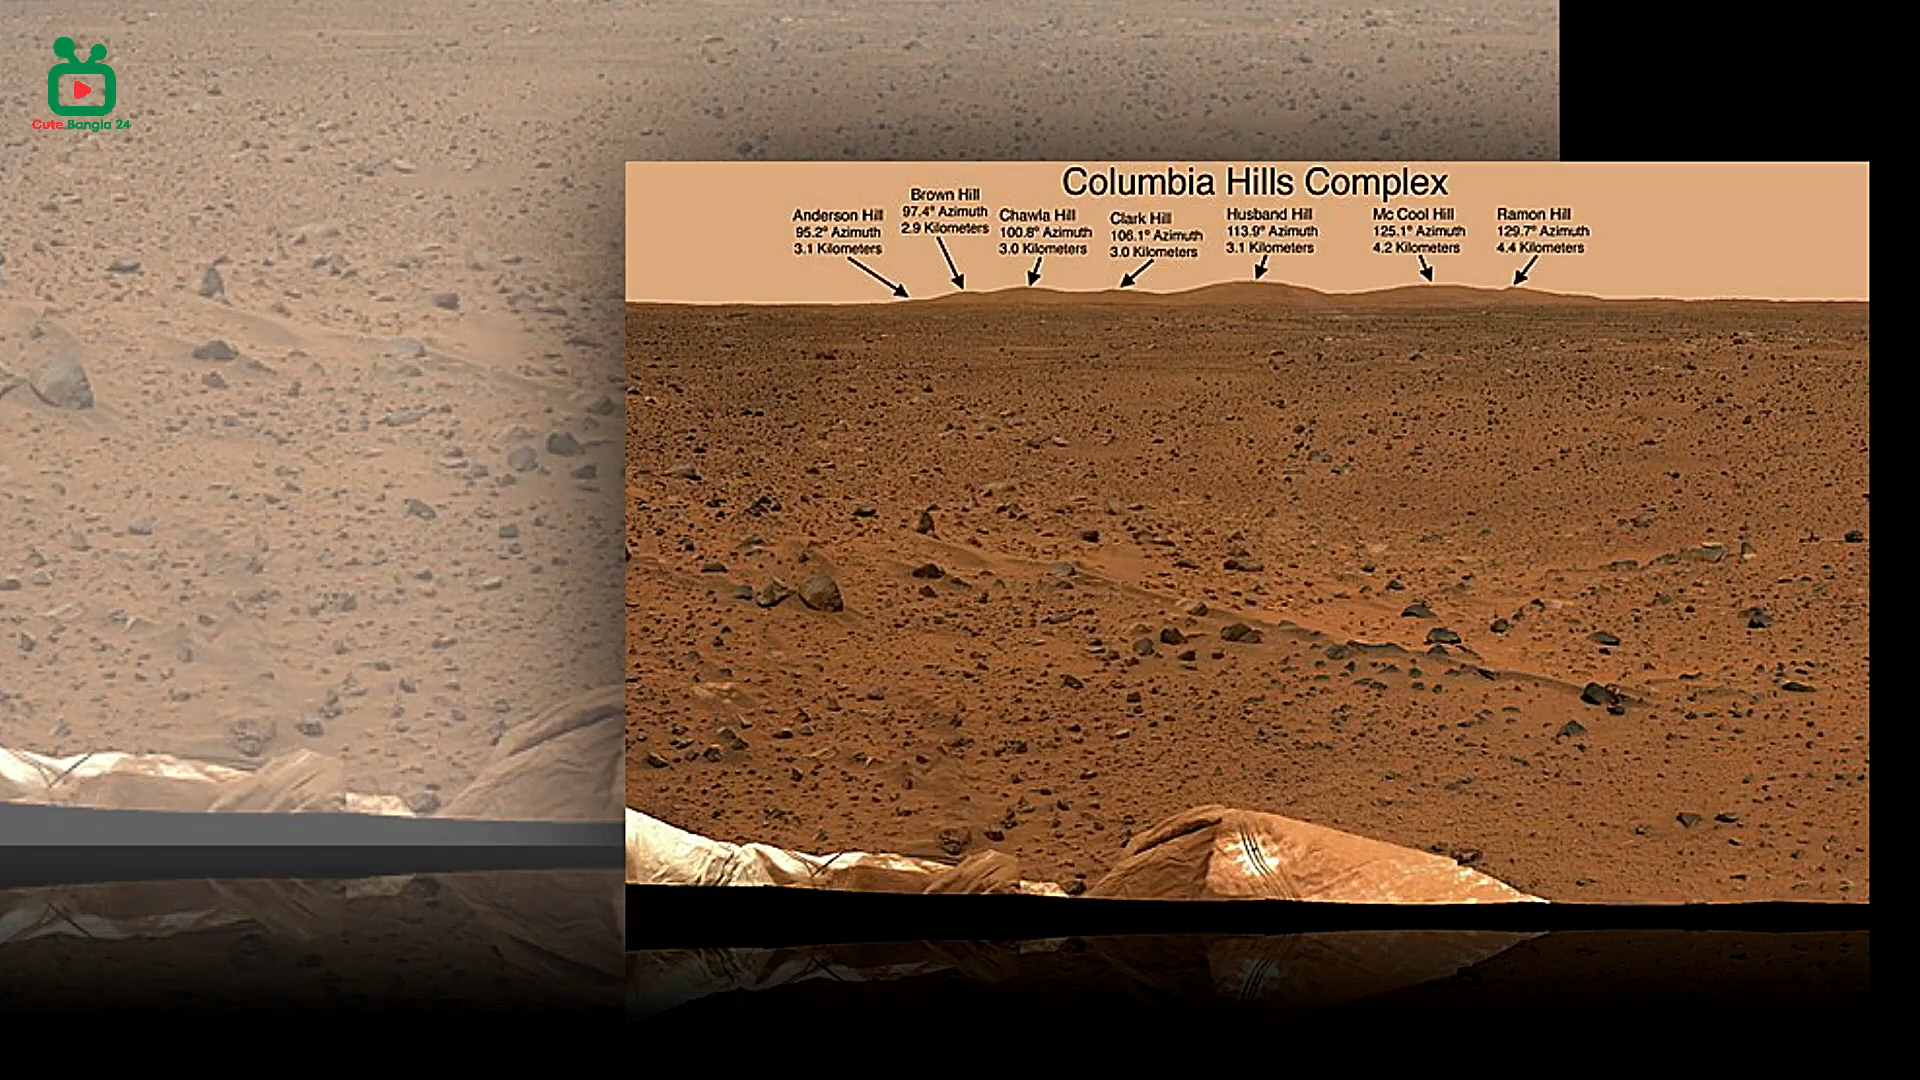 Cute Bangla 24
Columbia Hills Complex
Anderson Hill
95.2° Azimuth
3.1 Kilometers
Brown Hill
97.4° Azimuth
2.9 Kilometers
Chawla Hill
100.8° Azimuth
3.0 Kilometers
Clark Hill
106.1° Azimuth
3.0 Kilometers
Husband Hill
113.9° Azimuth
3.1 Kilometers
Mc Cool Hill
125.1° Azimuth
4.2 Kilometers
Ramon Hill
129.7° Azimuth
4.4 Kilometers